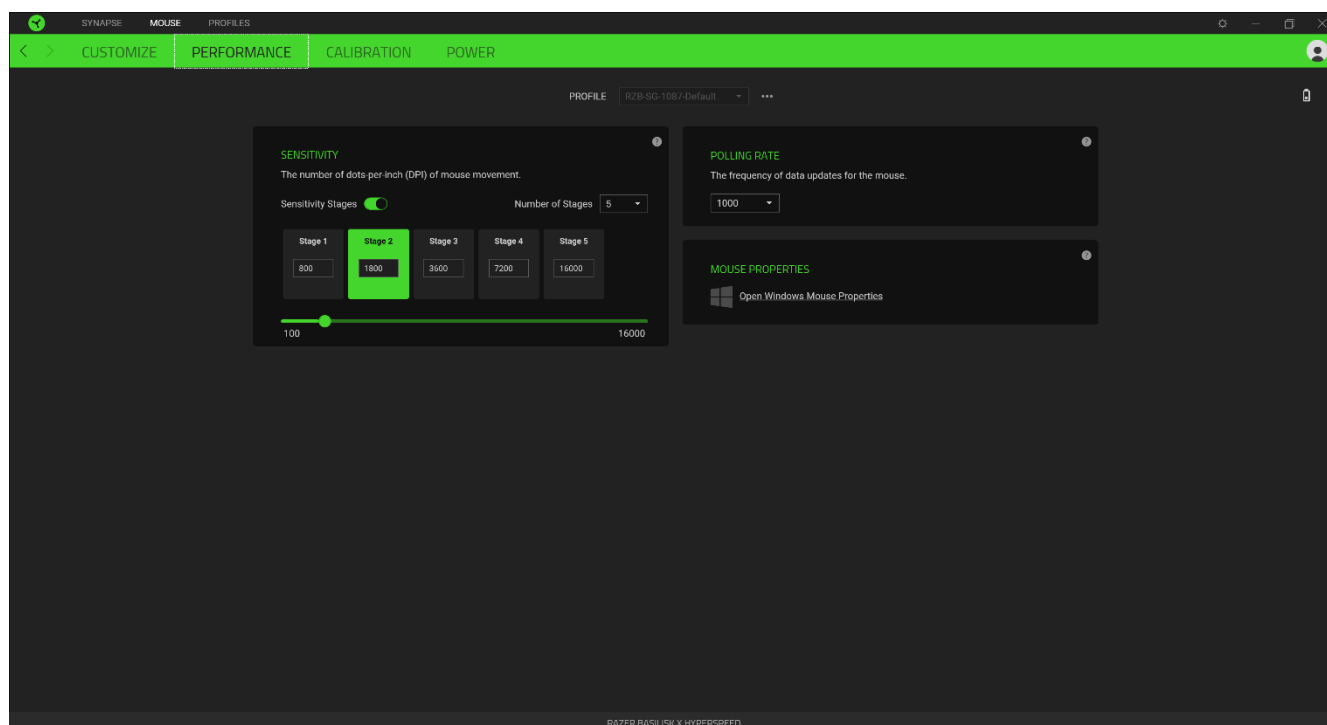 SYNAPSE MOUSE PROFILES
CUSTOMIZE PERFORMANCE CALIBRATION POWER
PROFILE RZB-SG-1087-Default
SENSITIVITY
The number of dots-per-inch (DPI) of mouse movement.
Sensitivity Stages Number of Stages 5
Stage 1 Stage 2 Stage 3 Stage 4 Stage 5
800 1800 3600 7200 16000
100 16000
POLLING RATE
The frequency of data updates for the mouse.
1000
MOUSE PROPERTIES
Open Windows Mouse Properties
RAZER BASILISK X HYPERSPEED